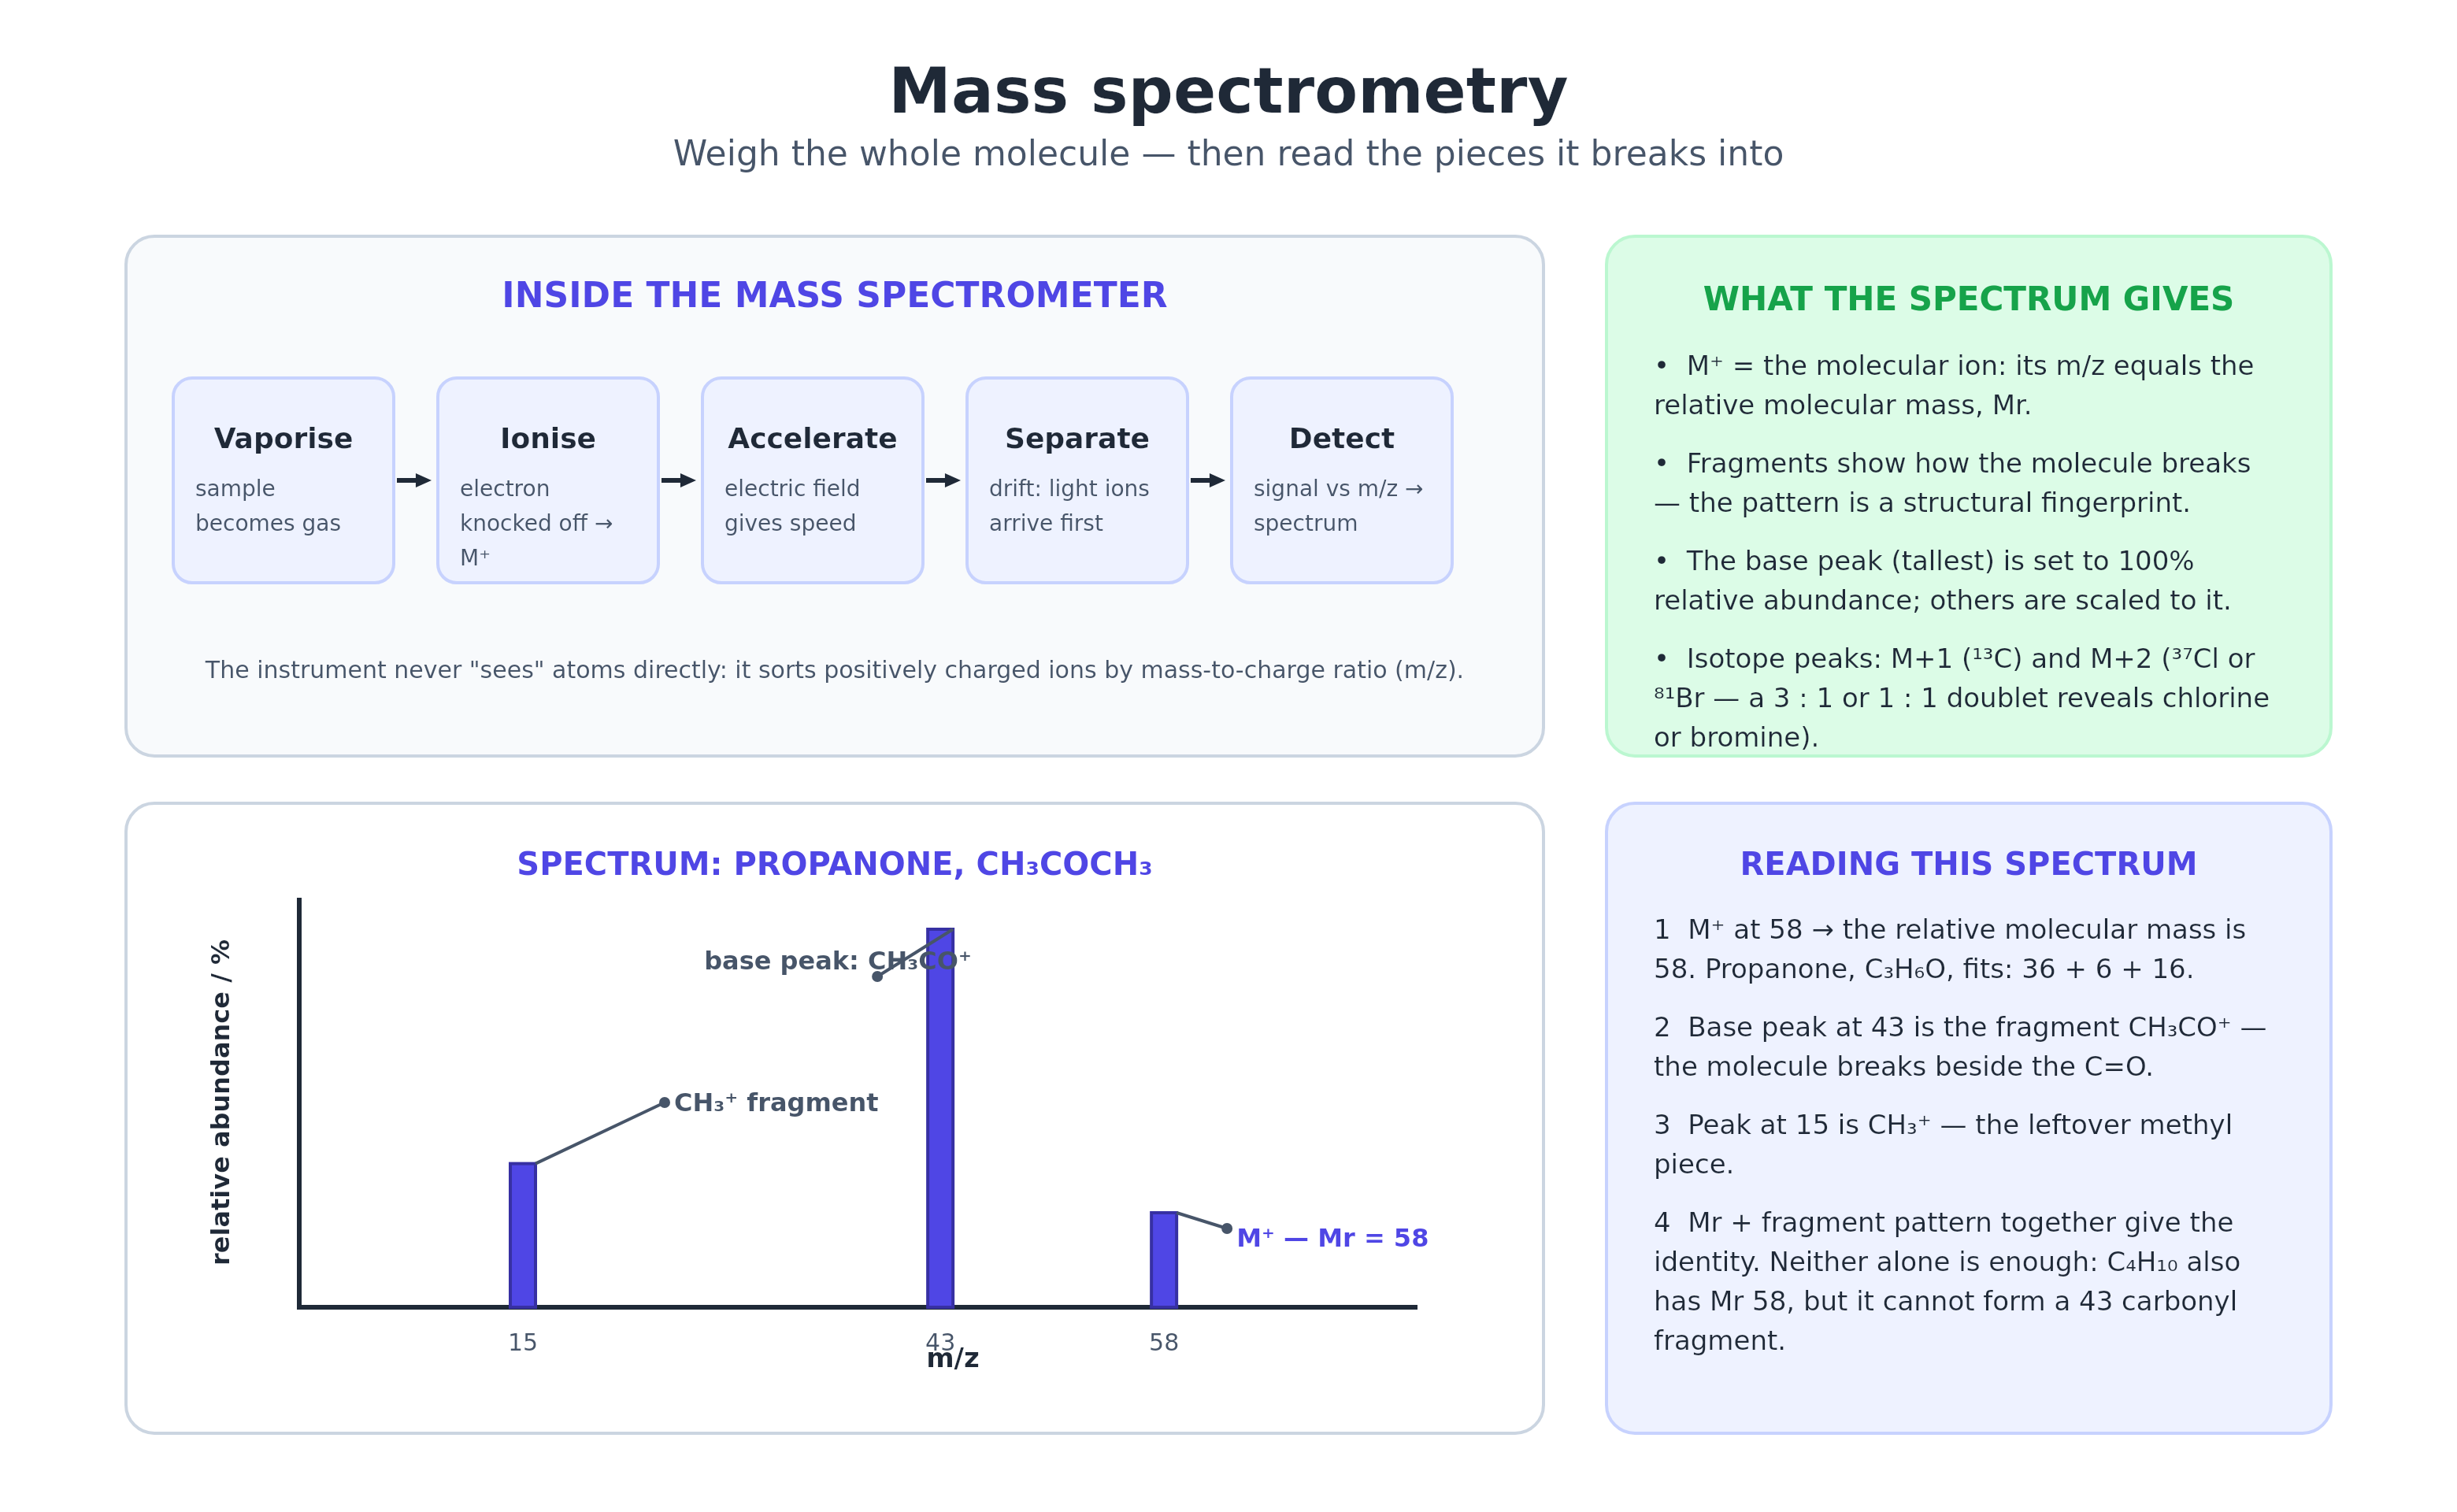 Mass spectrometry
Weigh the whole molecule — then read the pieces it breaks into
INSIDE THE MASS SPECTROMETER
Vaporise
sample
becomes gas
Ionise
electron
knocked off →
M⁺
Accelerate
electric field
gives speed
Separate
drift: light ions
arrive first
Detect
signal vs m/z →
spectrum
The instrument never "sees" atoms directly: it sorts positively charged ions by mass-to-charge ratio (m/z).
WHAT THE SPECTRUM GIVES
• M⁺ = the molecular ion: its m/z equals the
relative molecular mass, Mr.
• Fragments show how the molecule breaks
— the pattern is a structural fingerprint.
• The base peak (tallest) is set to 100%
relative abundance; others are scaled to it.
• Isotope peaks: M+1 (¹³C) and M+2 (³⁷Cl or
⁸¹Br — a 3 : 1 or 1 : 1 doublet reveals chlorine
or bromine).
SPECTRUM: PROPANONE, CH₃COCH₃
relative abundance / %
base peak: CH₃CO⁺
CH₃⁺ fragment
M⁺ — Mr = 58
15
43
58
m/z
READING THIS SPECTRUM
1 M⁺ at 58 → the relative molecular mass is
58. Propanone, C₃H₆O, fits: 36 + 6 + 16.
2 Base peak at 43 is the fragment CH₃CO⁺ —
the molecule breaks beside the C=O.
3 Peak at 15 is CH₃⁺ — the leftover methyl
piece.
4 Mr + fragment pattern together give the
identity. Neither alone is enough: C₄H₁₀ also
has Mr 58, but it cannot form a 43 carbonyl
fragment.